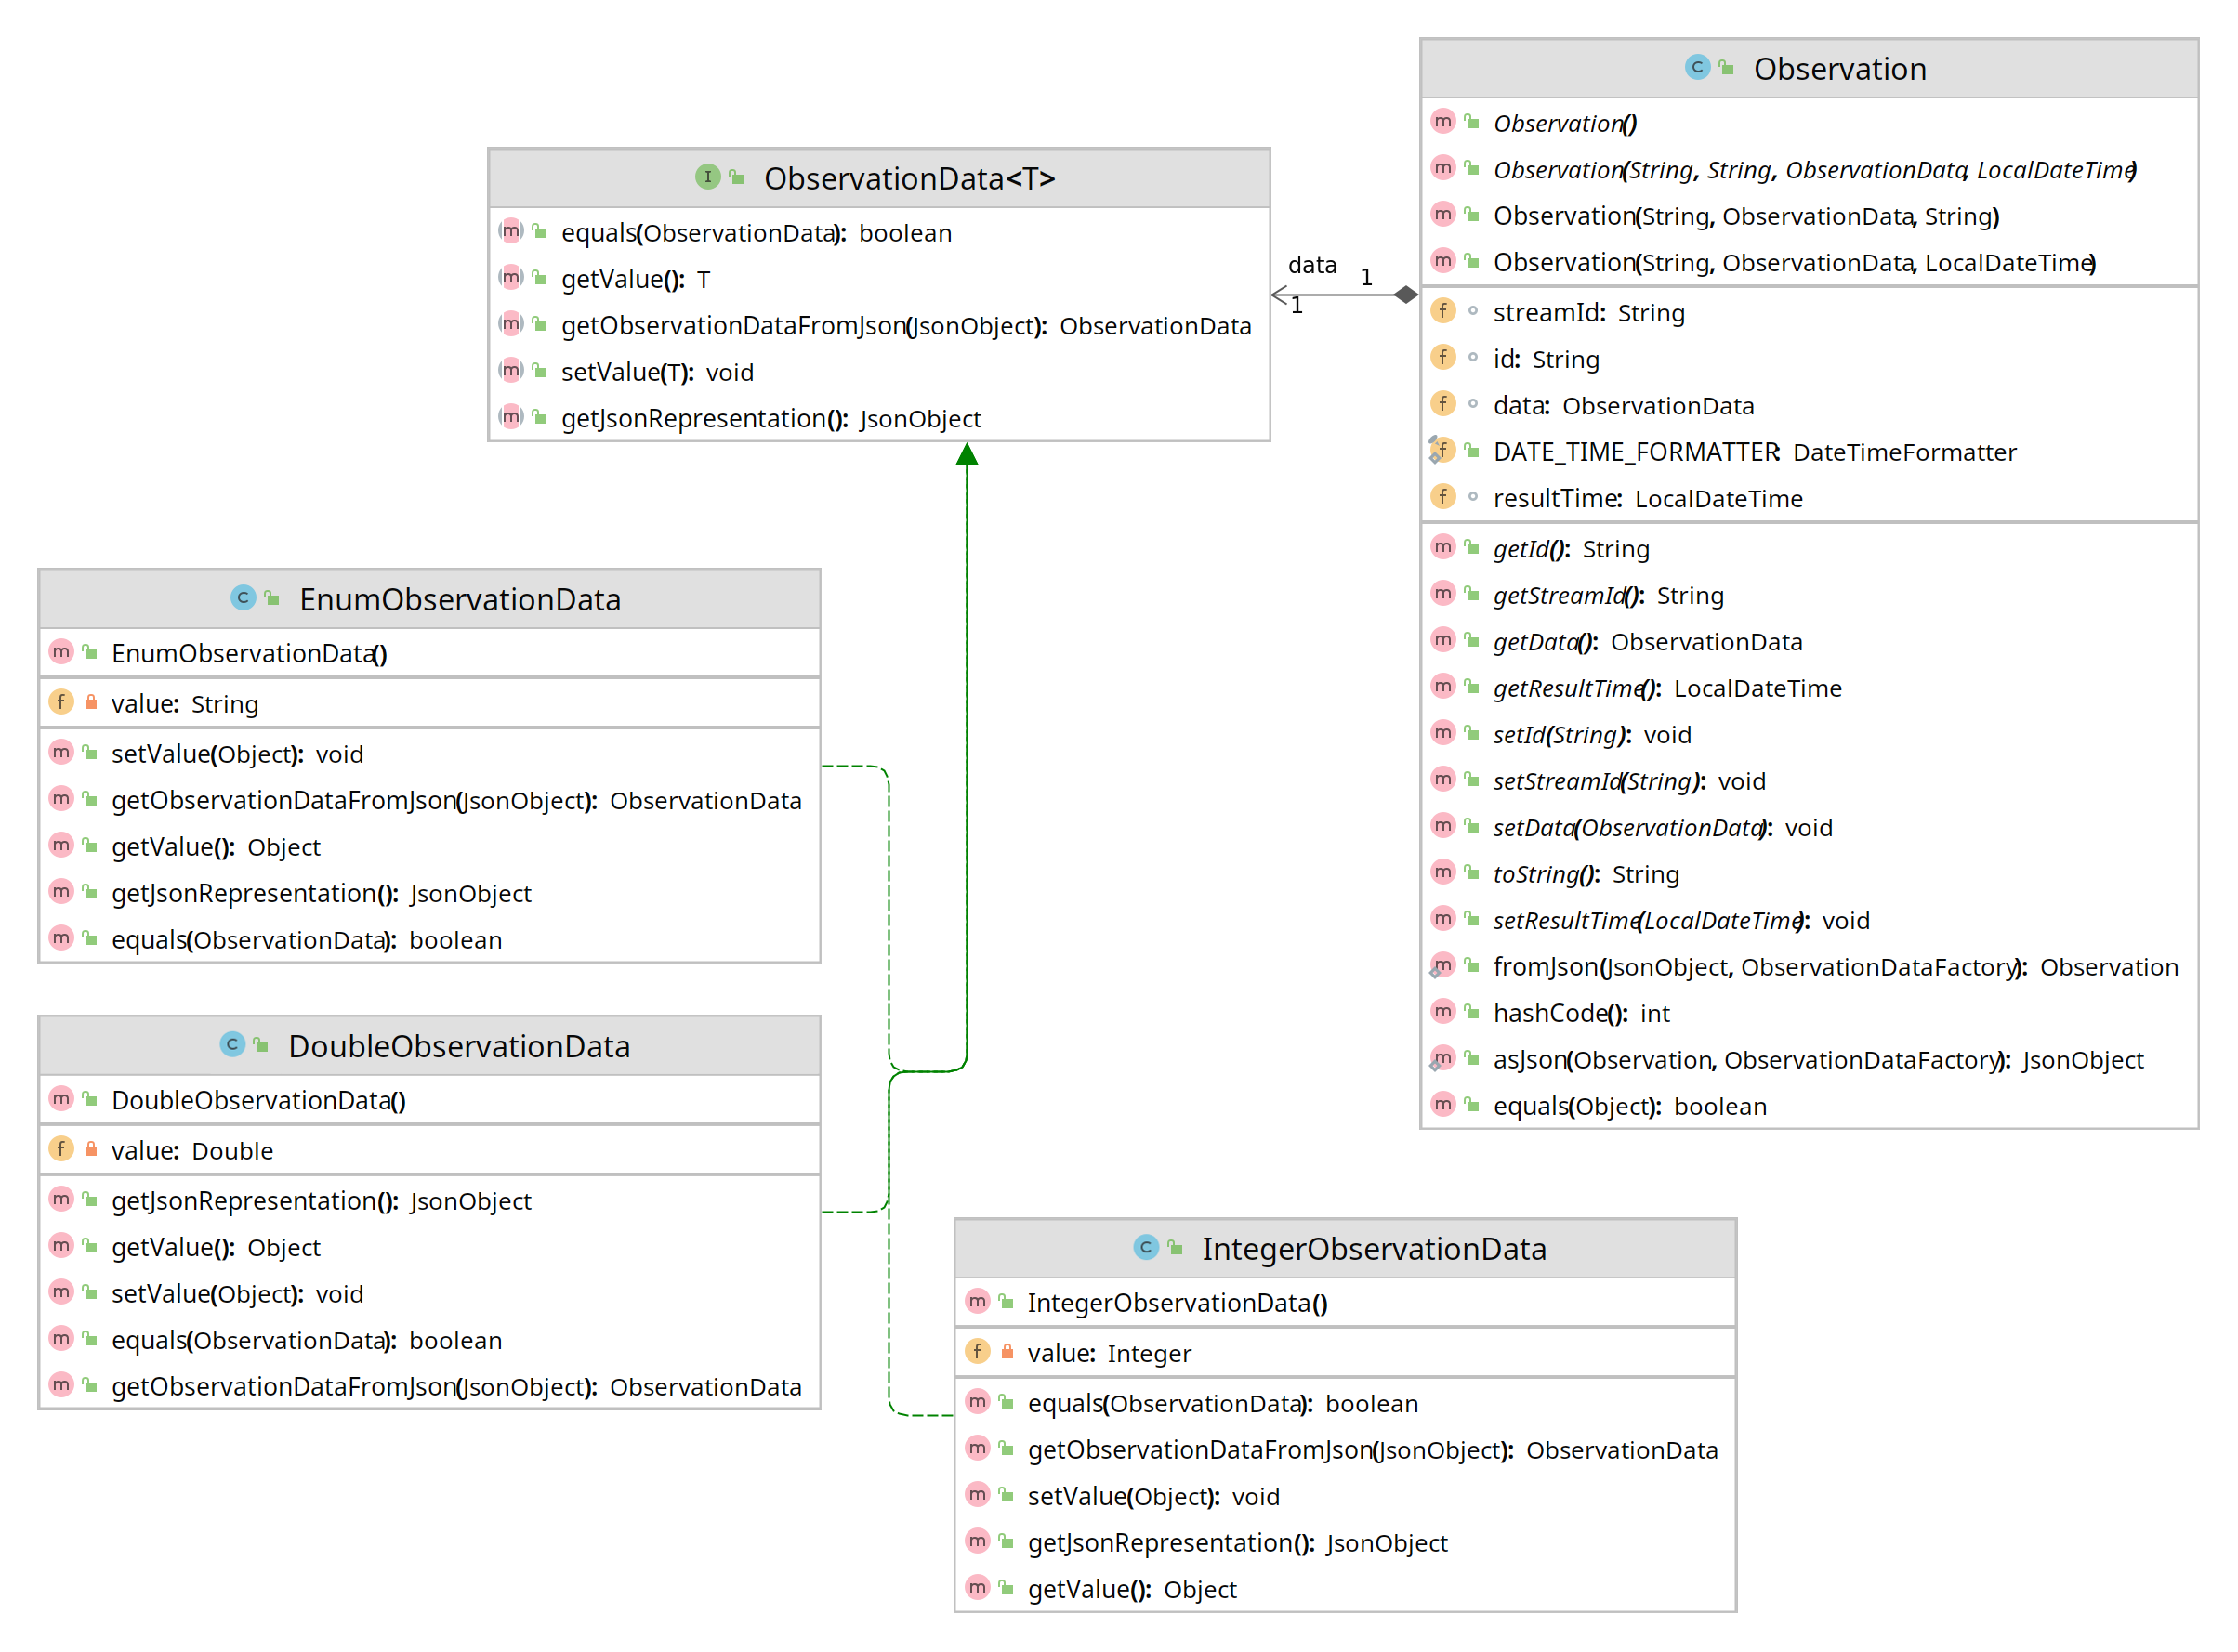 Observation
Observation()
Observation(String, String, ObservationData, LocalDateTime)
Observation(String, ObservationData, String)
Observation(String, ObservationData, LocalDateTime)
streamId: String
id: String
data: ObservationData
DATE_TIME_FORMATTER: DateTimeFormatter
resultTime: LocalDateTime
getId(): String
getStreamId(): String
getData(): ObservationData
getResultTime(): LocalDateTime
setId(String): void
setStreamId(String): void
setData(ObservationData): void
toString(): String
setResultTime(LocalDateTime): void
fromJson(JsonObject, ObservationDataFactory): Observation
hashCode(): int
asJson(Observation, ObservationDataFactory): JsonObject
equals(Object): boolean
ObservationData<T>
equals(ObservationData): boolean
getValue(): T
getObservationDataFromJson(JsonObject): ObservationData
setValue(T): void
getJsonRepresentation(): JsonObject
data 1
1
EnumObservationData
EnumObservationData()
value: String
setValue(Object): void
getObservationDataFromJson(JsonObject): ObservationData
getValue(): Object
getJsonRepresentation(): JsonObject
equals(ObservationData): boolean
DoubleObservationData
DoubleObservationData()
value: Double
getJsonRepresentation(): JsonObject
getValue(): Object
setValue(Object): void
equals(ObservationData): boolean
getObservationDataFromJson(JsonObject): ObservationData
IntegerObservationData
IntegerObservationData()
value: Integer
equals(ObservationData): boolean
getObservationDataFromJson(JsonObject): ObservationData
setValue(Object): void
getJsonRepresentation(): JsonObject
getValue(): Object